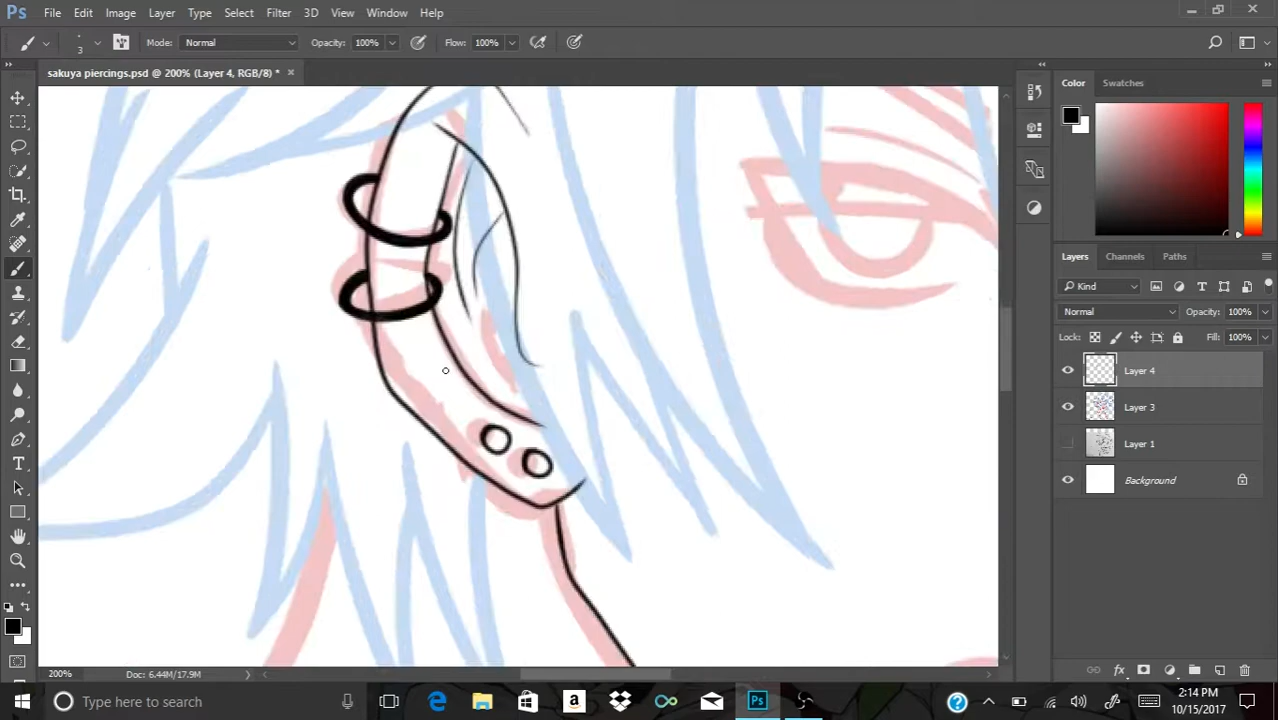 Ps File Edit Image Layer Type Select Filter 3D View Window Help
3 Mode: Normal Opacity: 100% Flow: 100%
sakuya piercings.psd @ 200% (Layer 4, RGB/8) * ×
Color Swatches
Layers Channels Paths
Kind
Normal Opacity: 100%
Lock: Fill: 100%
Layer 4
Layer 3
Layer 1
Background
200% Doc: 6.44M/17.9M
Type here to search
2:14 PM
10/15/2017